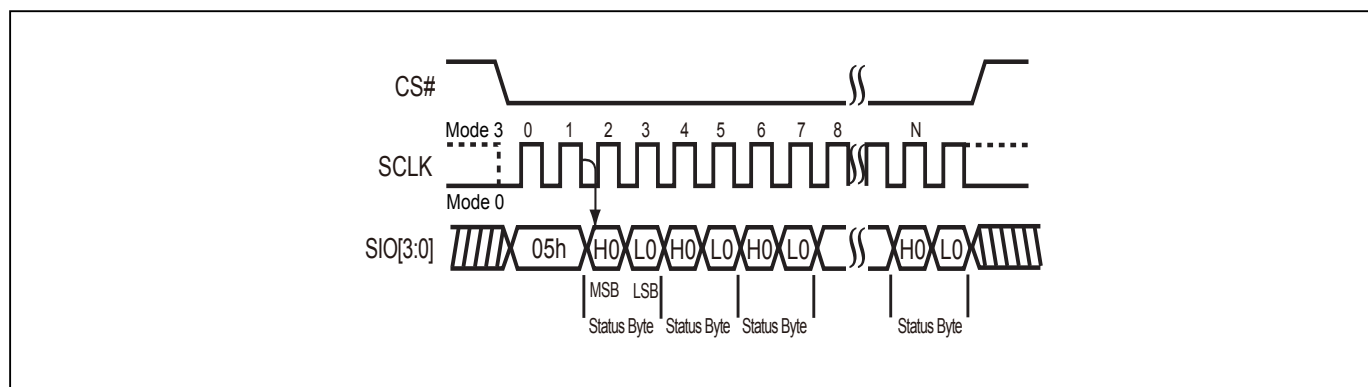 CS#
Mode 3 0 1 2 3 4 5 6 7 8 N
SCLK
Mode 0
SIO[3:0] 05h H0 L0 H0 L0 H0 L0 H0 L0
MSB LSB
Status Byte Status Byte Status Byte Status Byte